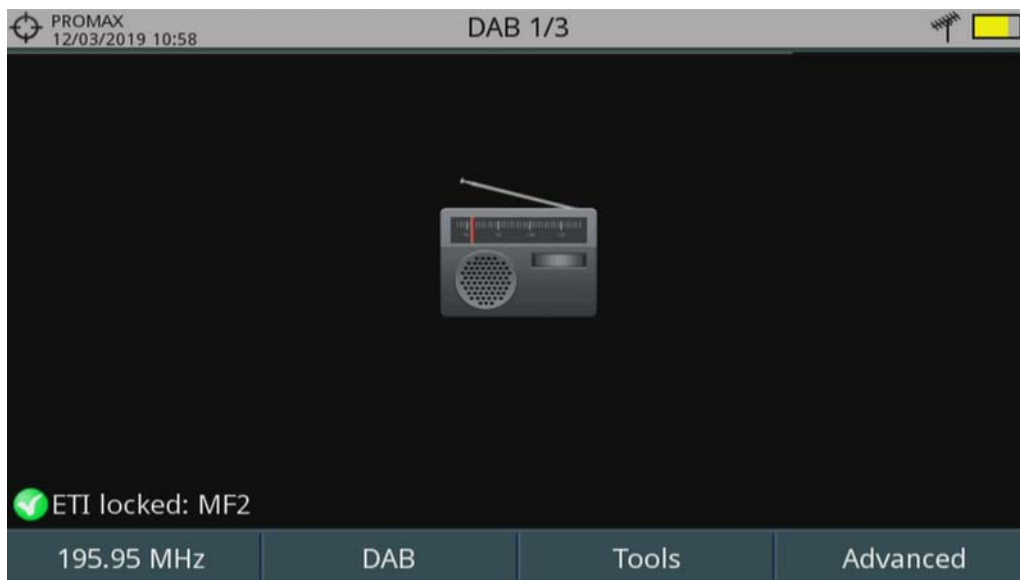 PROMAX
12/03/2019 10:58
DAB 1/3
ETI locked: MF2
195.95 MHz
DAB
Tools
Advanced